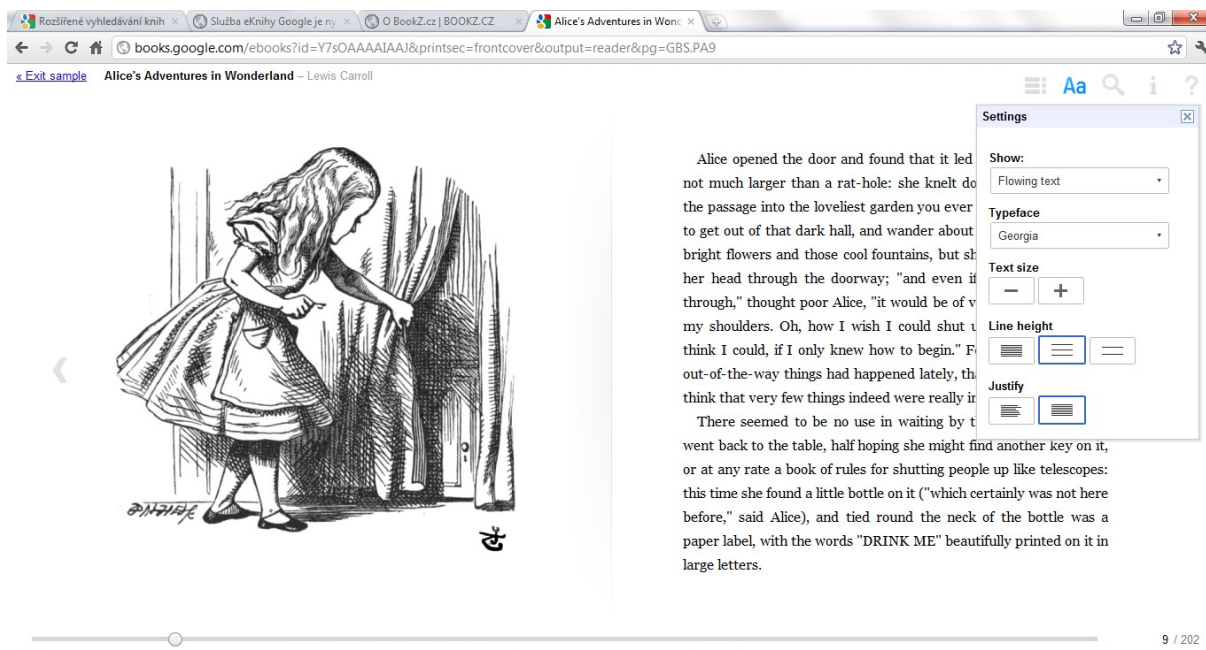 Rozšířené vyhledávání knih
Služba eKnihy Google je ny
O BookZ.cz | BOOKZ.CZ
Alice's Adventures in Wonc
books.google.com/ebooks?id=Y7sOAAAAIAAJ&printsec=frontcover&output=reader&pg=GBS.PA9
« Exit sample Alice's Adventures in Wonderland – Lewis Carroll
Aa
Alice opened the door and found that it led
not much larger than a rat-hole: she knelt do
the passage into the loveliest garden you ever
to get out of that dark hall, and wander about
bright flowers and those cool fountains, but sh
her head through the doorway; "and even if
through," thought poor Alice, "it would be of v
my shoulders. Oh, how I wish I could shut u
think I could, if I only knew how to begin." F
out-of-the-way things had happened lately, tha
think that very few things indeed were really in
There seemed to be no use in waiting by t
went back to the table, half hoping she might find another key on it,
or at any rate a book of rules for shutting people up like telescopes:
this time she found a little bottle on it ("which certainly was not here
before," said Alice), and tied round the neck of the bottle was a
paper label, with the words "DRINK ME" beautifully printed on it in
large letters.
Settings
Show:
Flowing text
Typeface
Georgia
Text size
Line height
Justify
9 / 202